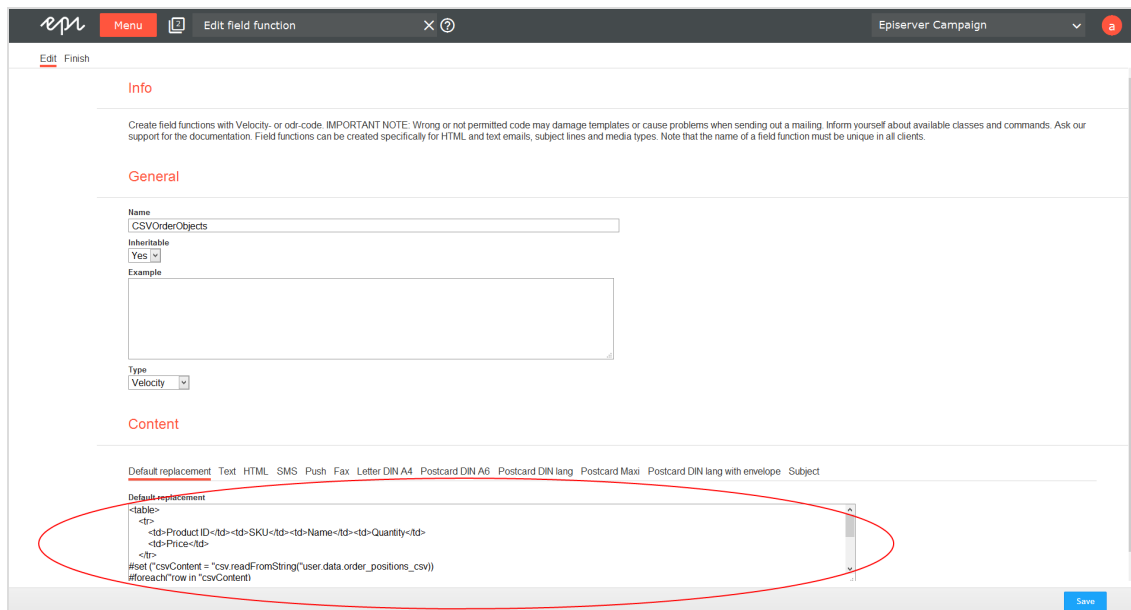 epi Menu 2 Edit field function Episerver Campaign a
Edit Finish
Info
Create field functions with Velocity- or odr-code. IMPORTANT NOTE: Wrong or not permitted code may damage templates or cause problems when sending out a mailing. Inform yourself about available classes and commands. Ask our
support for the documentation. Field functions can be created specifically for HTML and text emails, subject lines and media types. Note that the name of a field function must be unique in all clients.
General
Name
CSVOrderObjects
Inheritable
Yes
Example
Type
Velocity
Content
Default replacement Text HTML SMS Push Fax Letter DIN A4 Postcard DIN A6 Postcard DIN lang Postcard Maxi Postcard DIN lang with envelope Subject
Default replacement
<table>
<tr>
<td>Product ID</td><td>SKU</td><td>Name</td><td>Quantity</td>
<td>Price</td>
</tr>
#set ("csvContent = "csv.readFromString("user.data.order_positions_csv))
#foreach("row in "csvContent)
Save